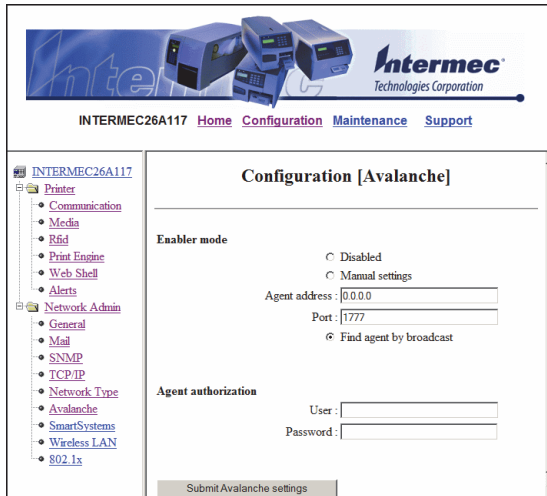 Intermec
Intermec
Technologies Corporation
INTERMEC26A117 Home Configuration Maintenance Support
INTERMEC26A117
Printer
Communication
Media
Rfid
Print Engine
Web Shell
Alerts
Network Admin
General
Mail
SNMP
TCP/IP
Network Type
Avalanche
SmartSystems
Wireless LAN
802.1x
Configuration [Avalanche]
Enabler mode
Disabled
Manual settings
Agent address : 0.0.0.0
Port : 1777
Find agent by broadcast
Agent authorization
User :
Password :
Submit Avalanche settings